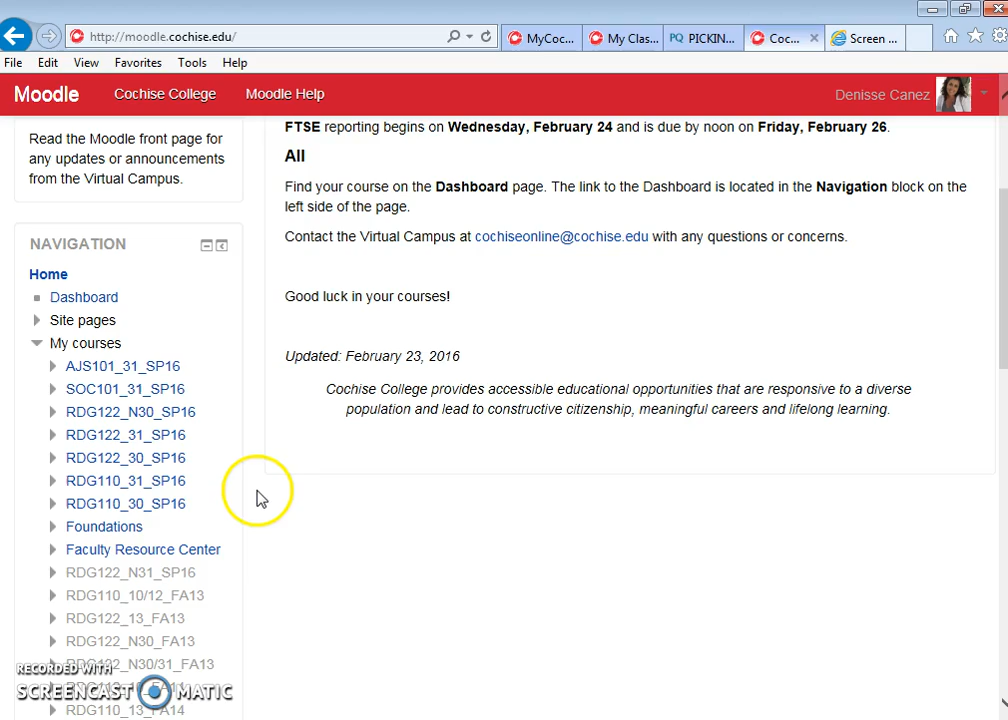 http://moodle.cochise.edu/
MyCoc...
My Clas...
PQ PICKIN...
Coc...
Screen ...
File Edit View Favorites Tools Help
Moodle Cochise College Moodle Help Denisse Canez
Read the Moodle front page for
any updates or announcements
from the Virtual Campus.
NAVIGATION
Home
Dashboard
Site pages
My courses
AJS101_31_SP16
SOC101_31_SP16
RDG122_N30_SP16
RDG122_31_SP16
RDG122_30_SP16
RDG110_31_SP16
RDG110_30_SP16
Foundations
Faculty Resource Center
RDG122_N31_SP16
RDG110_10/12_FA13
RDG122_13_FA13
RDG122_N30_FA13
RDG122_N30/31_FA13
RDG110_13_FA14
FTSE reporting begins on Wednesday, February 24 and is due by noon on Friday, February 26.
All
Find your course on the Dashboard page. The link to the Dashboard is located in the Navigation block on the
left side of the page.
Contact the Virtual Campus at cochiseonline@cochise.edu with any questions or concerns.
Good luck in your courses!
Updated: February 23, 2016
Cochise College provides accessible educational opportunities that are responsive to a diverse
population and lead to constructive citizenship, meaningful careers and lifelong learning.
RECORDED WITH
SCREENCAST MATIC